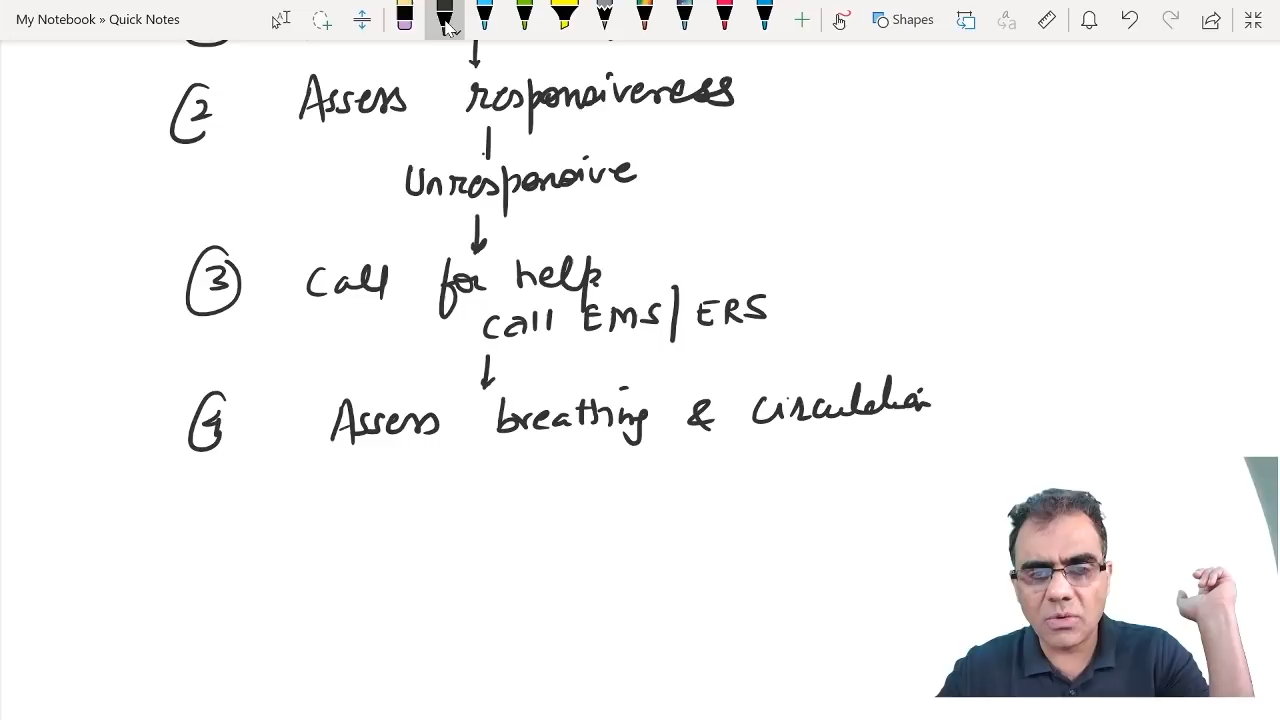 My Notebook » Quick Notes
Shapes
2 Assess responsiveness
Unresponsive
3 Call for help
Call EMS/ERS
4 Assess breathing & circulation